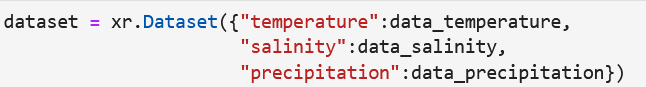 dataset = xr.Dataset({"temperature":data_temperature,
"salinity":data_salinity,
"precipitation":data_precipitation})